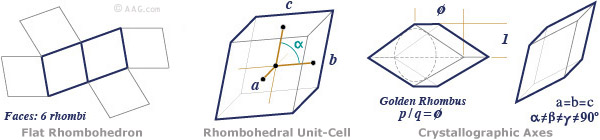 © AAG.com
Faces: 6 rhombi
Flat Rhombohedron
c
α
b
a
Rhombohedral Unit-Cell
ø
1
Golden Rhombus
p / q = ø
a=b=c
α≠β≠γ≠90°
Crystallographic Axes